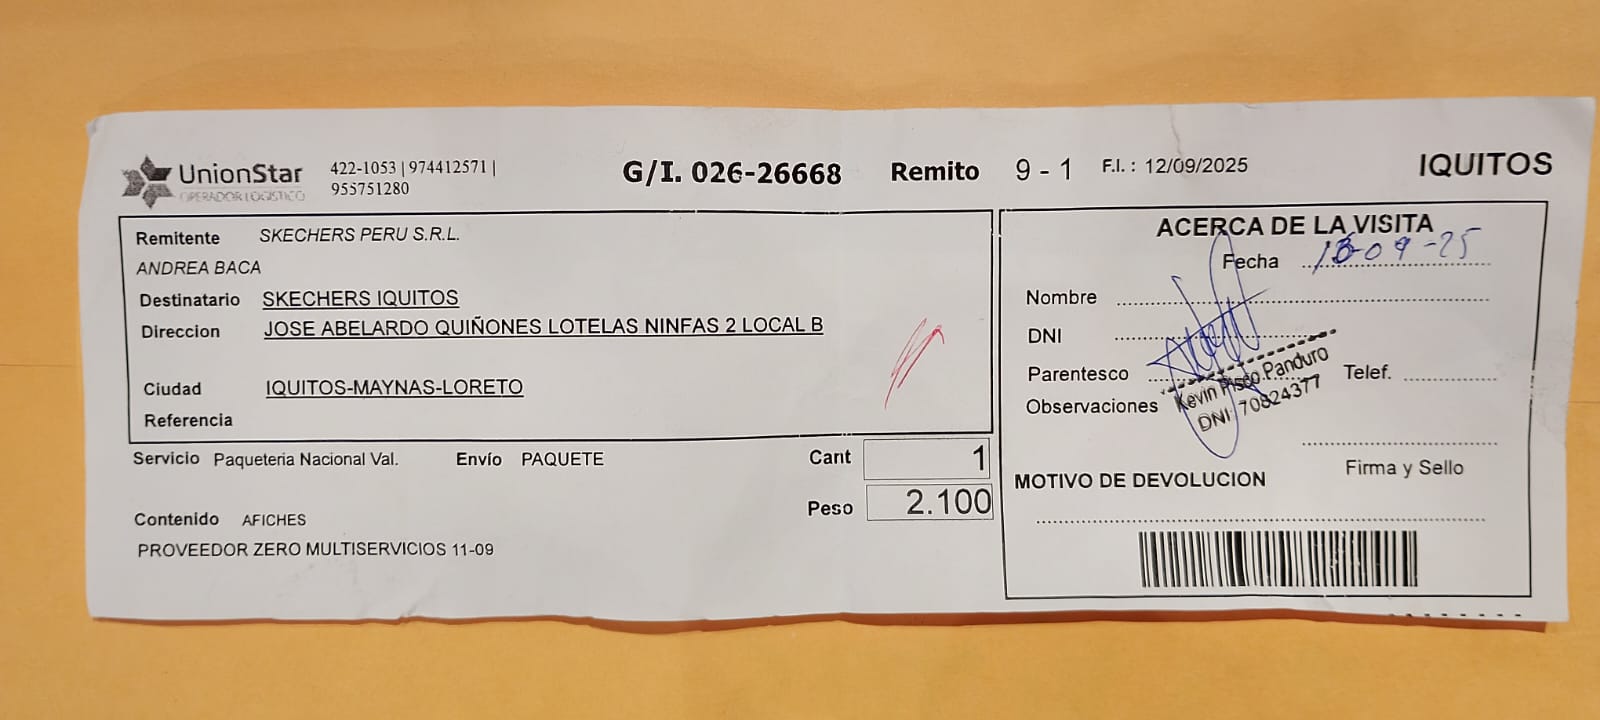 UnionStar
OPERADOR LOGISTICO
422-1053 | 974412571 |
955751280
G/I. 026-26668 Remito 9 - 1 F.I. : 12/09/2025 IQUITOS
Remitente SKECHERS PERU S.R.L.
ANDREA BACA
Destinatario SKECHERS IQUITOS
Direccion JOSE ABELARDO QUIÑONES LOTELAS NINFAS 2 LOCAL B
Ciudad IQUITOS-MAYNAS-LORETO
Referencia
Servicio Paqueteria Nacional Val. Envío PAQUETE Cant 1
Peso 2.100
Contenido AFICHES
PROVEEDOR ZERO MULTISERVICIOS 11-09
ACERCA DE LA VISITA
Fecha 13-09-25
Nombre
DNI
Parentesco Telef.
Observaciones
Kevin Pisco Panduro
DNI: 70824377
Firma y Sello
MOTIVO DE DEVOLUCION